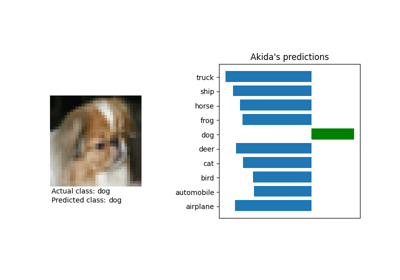 Akida's predictions
truck
ship
horse
frog
dog
deer
cat
bird
automobile
airplane
Actual class: dog
Predicted class: dog